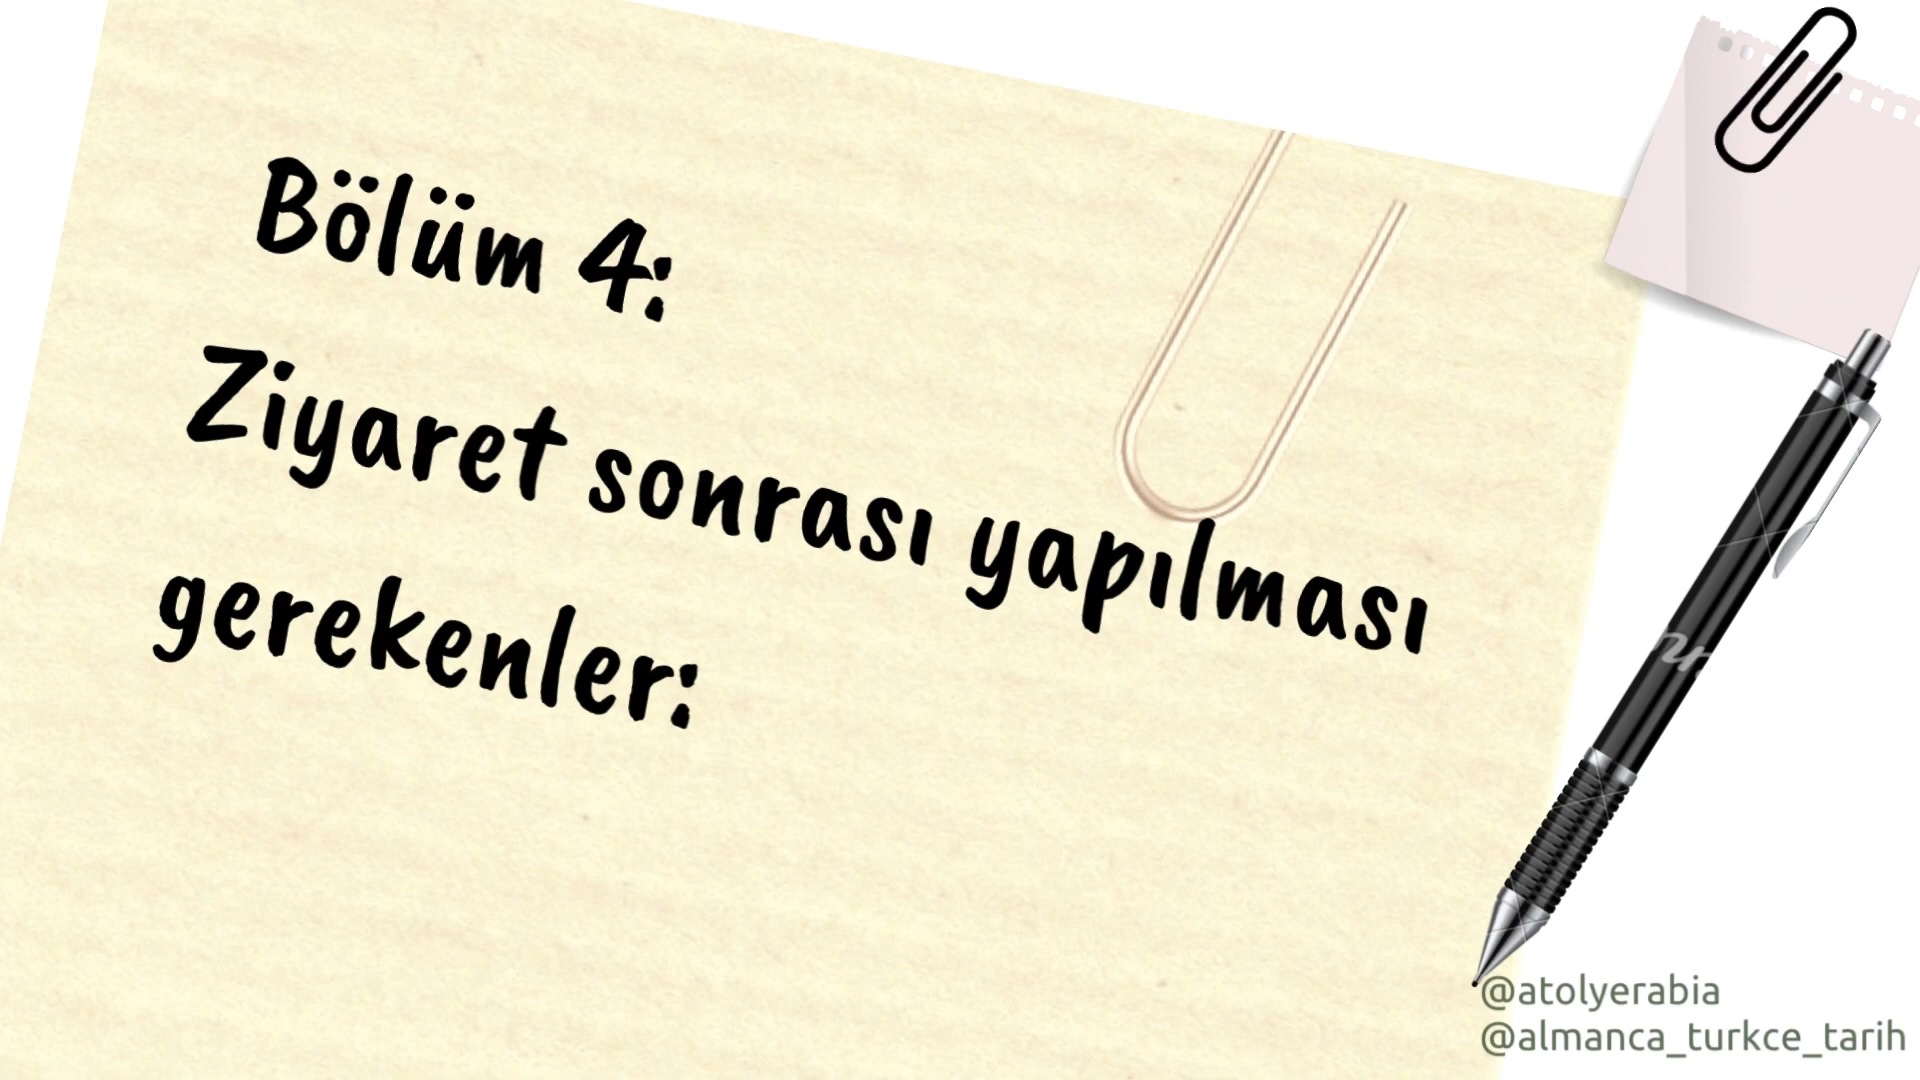 Bölüm 4:
Ziyaret sonrası yapılması
gerekenler:
@atolyerabia
@almanca_turkce_tarih